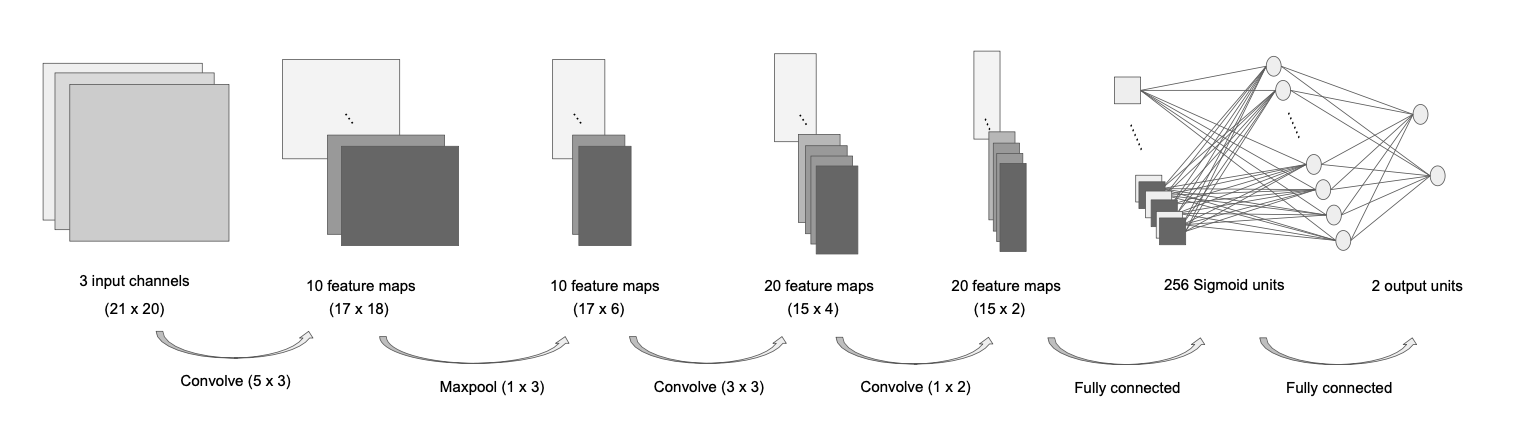 3 input channels
(21 x 20)
10 feature maps
(17 x 18)
10 feature maps
(17 x 6)
20 feature maps
(15 x 4)
20 feature maps
(15 x 2)
256 Sigmoid units
2 output units
Convolve (5 x 3)
Maxpool (1 x 3)
Convolve (3 x 3)
Convolve (1 x 2)
Fully connected
Fully connected